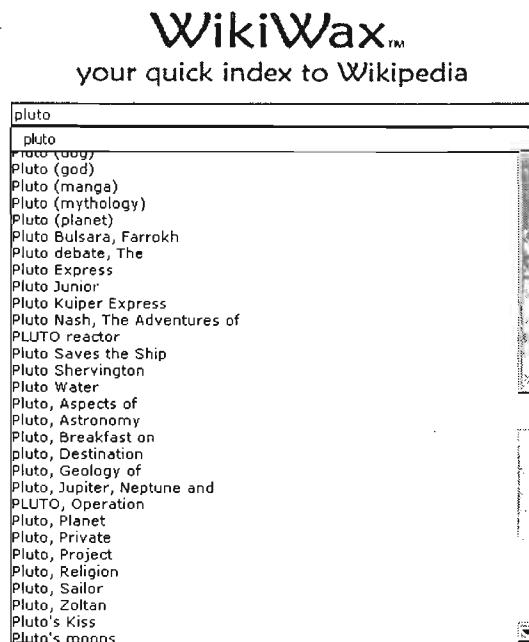 WikiWax™
your quick index to Wikipedia
pluto
pluto
Pluto (dog)
Pluto (god)
Pluto (manga)
Pluto (mythology)
Pluto (planet)
Pluto Bulsara, Farrokh
Pluto debate, The
Pluto Express
Pluto Junior
Pluto Kuiper Express
Pluto Nash, The Adventures of
PLUTO reactor
Pluto Saves the Ship
Pluto Shervington
Pluto Water
Pluto, Aspects of
Pluto, Astronomy
Pluto, Breakfast on
pluto, Destination
Pluto, Geology of
Pluto, Jupiter, Neptune and
PLUTO, Operation
Pluto, Planet
Pluto, Private
Pluto, Project
Pluto, Religion
Pluto, Sailor
Pluto, Zoltan
Pluto's Kiss
Pluto's moons